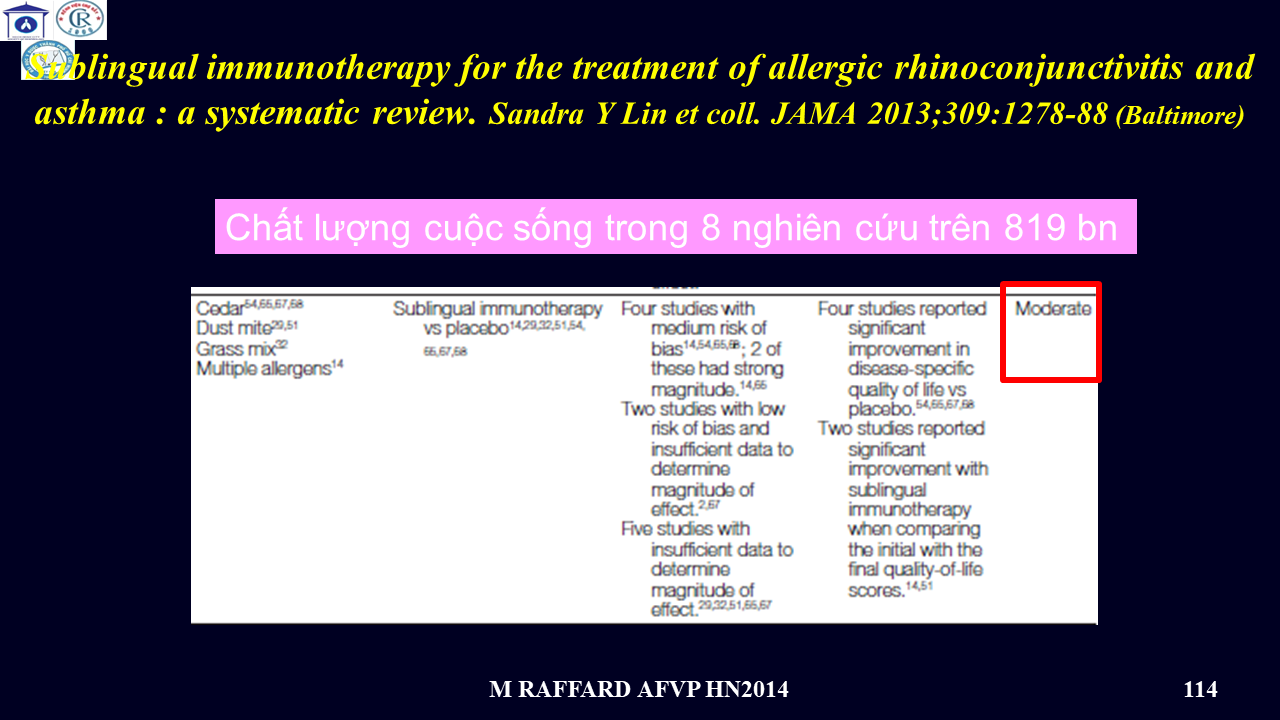 Sublingual immunotherapy for the treatment of allergic rhinoconjunctivitis and
asthma : a systematic review. Sandra Y Lin et coll. JAMA 2013;309:1278-88 (Baltimore)
Chất lượng cuộc sống trong 8 nghiên cứu trên 819 bn
Cedar54,65,67,68
Dust mite29,51
Grass mix32
Multiple allergens14
Sublingual immunotherapy
vs placebo14,29,32,51,54,
65,67,68
Four studies with
medium risk of
bias14,54,65,68; 2 of
these had strong
magnitude.14,65
Two studies with low
risk of bias and
insufficient data to
determine
magnitude of
effect.2,67
Five studies with
insufficient data to
determine
magnitude of
effect.29,32,51,65,67
Four studies reported
significant
improvement in
disease-specific
quality of life vs
placebo.54,65,67,68
Two studies reported
significant
improvement with
sublingual
immunotherapy
when comparing
the initial with the
final quality-of-life
scores.14,51
Moderate
M RAFFARD AFVP HN2014
114